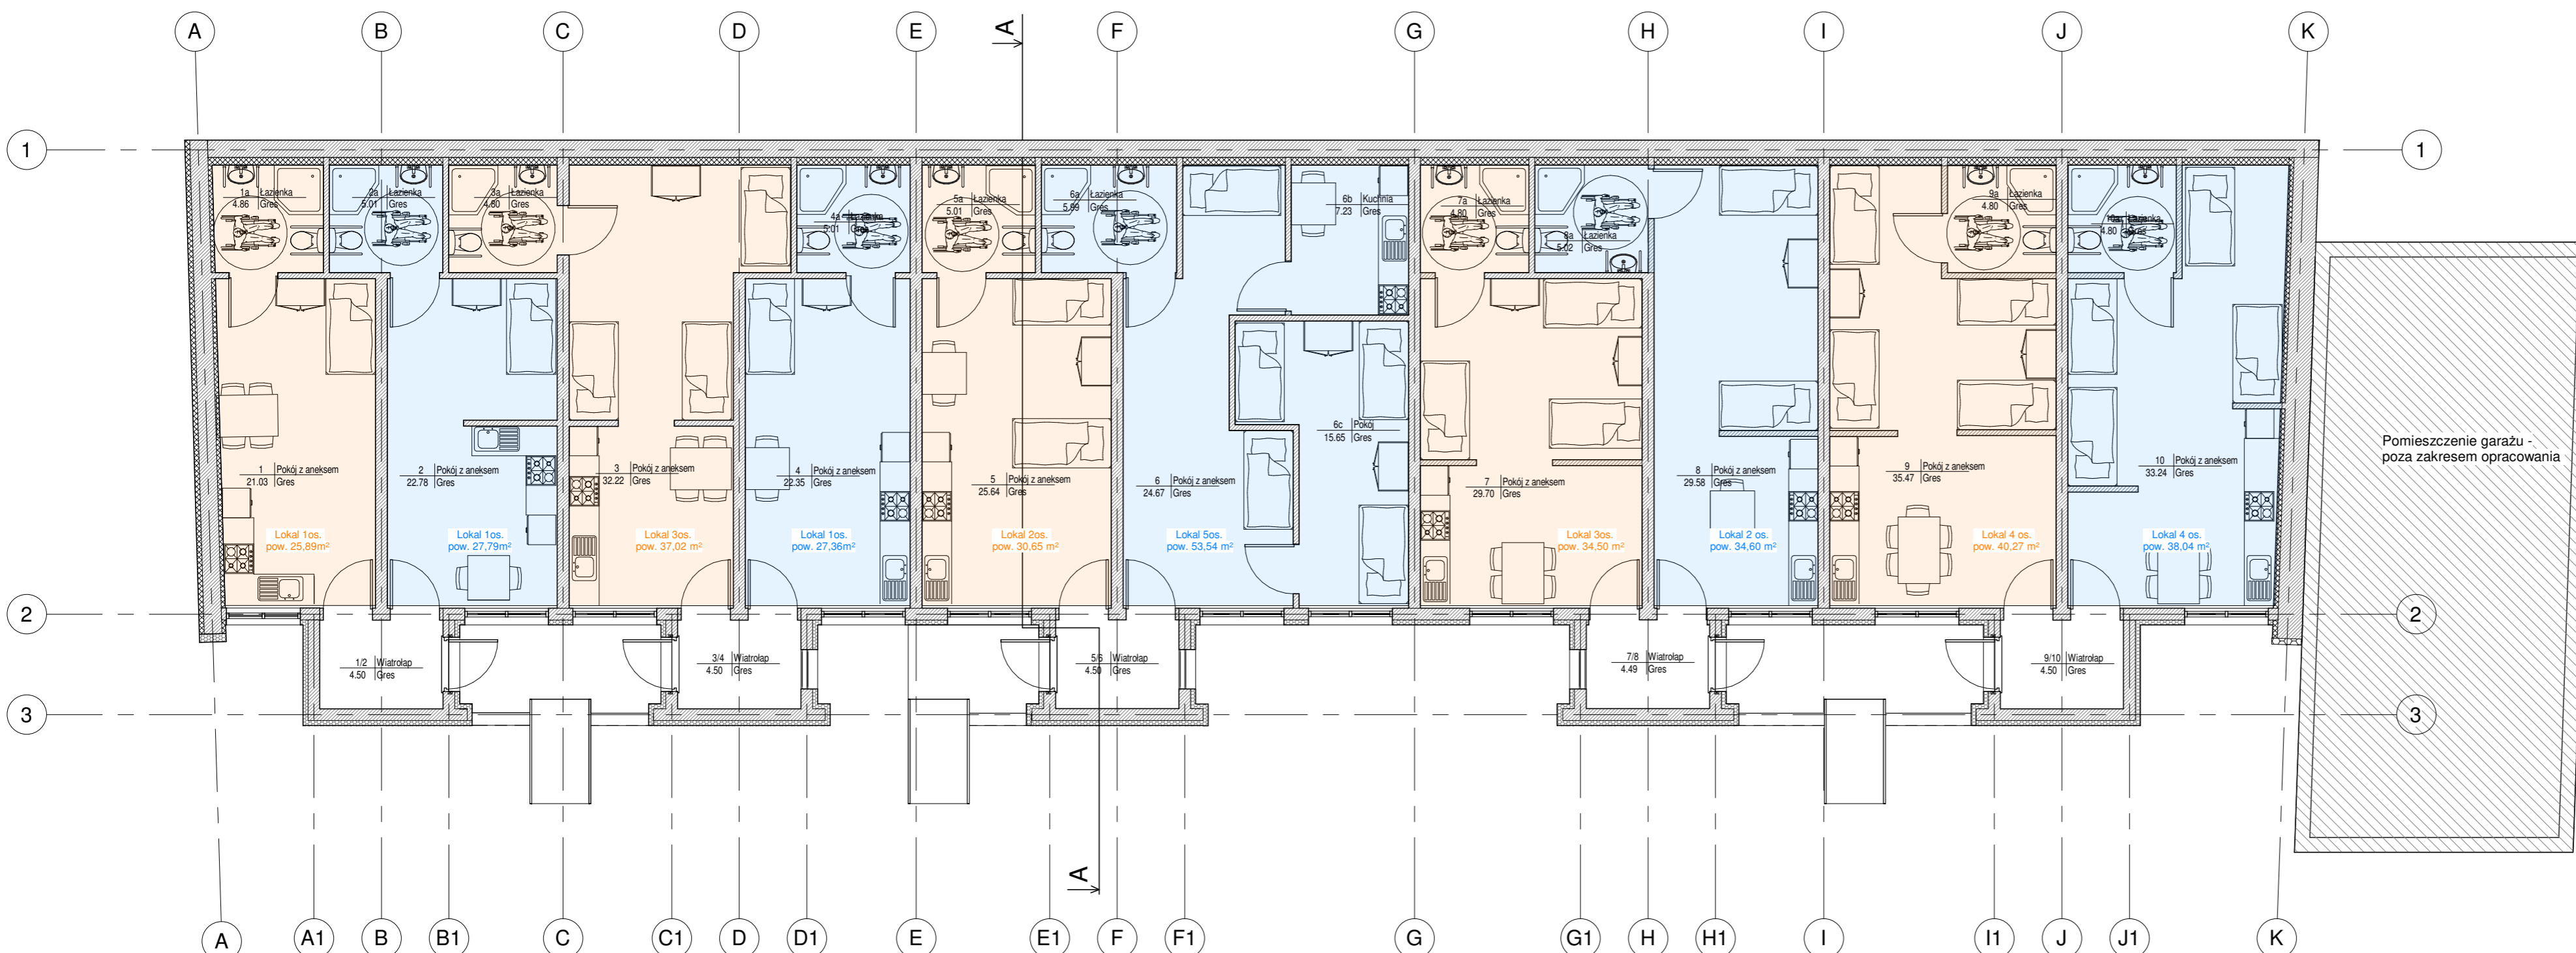 A B C D E A F G H I J K
1 1
1a Łazienka
4.86 Gres
2a Łazienka
5.01 Gres
3a Łazienka
4.80 Gres
4a Łazienka
5.01 Gres
5a Łazienka
5.01 Gres
6a Łazienka
5.99 Gres
6b Kuchnia
7.23 Gres
7a Łazienka
4.80 Gres
8a Łazienka
5.02 Gres
9a Łazienka
4.80 Gres
10a Łazienka
4.80 Gres
6c Pokój
15.65 Gres
Pomieszczenie garażu -
poza zakresem opracowania
1 Pokój z aneksem
21.03 Gres
2 Pokój z aneksem
22.78 Gres
3 Pokój z aneksem
32.22 Gres
4 Pokój z aneksem
22.35 Gres
5 Pokój z aneksem
25.64 Gres
6 Pokój z aneksem
24.67 Gres
7 Pokój z aneksem
29.70 Gres
8 Pokój z aneksem
29.58 Gres
9 Pokój z aneksem
35.47 Gres
10 Pokój z aneksem
33.24 Gres
Lokal 1os.
pow. 25,89m²
Lokal 1os.
pow. 27,79m²
Lokal 3os.
pow. 37,02 m²
Lokal 1os.
pow. 27,36m²
Lokal 2os.
pow. 30,65 m²
Lokal 5os.
pow. 53,54 m²
Lokal 3os.
pow. 34,50 m²
Lokal 2 os.
pow. 34,60 m²
Lokal 4 os.
pow. 40,27 m²
Lokal 4 os.
pow. 38,04 m²
2 2
1/2 Wiatrołap
4.50 Gres
3/4 Wiatrołap
4.50 Gres
5/6 Wiatrołap
4.50 Gres
7/8 Wiatrołap
4.49 Gres
9/10 Wiatrołap
4.50 Gres
3 3
A
A A1 B B1 C C1 D D1 E E1 F F1 G G1 H H1 I I1 J J1 K